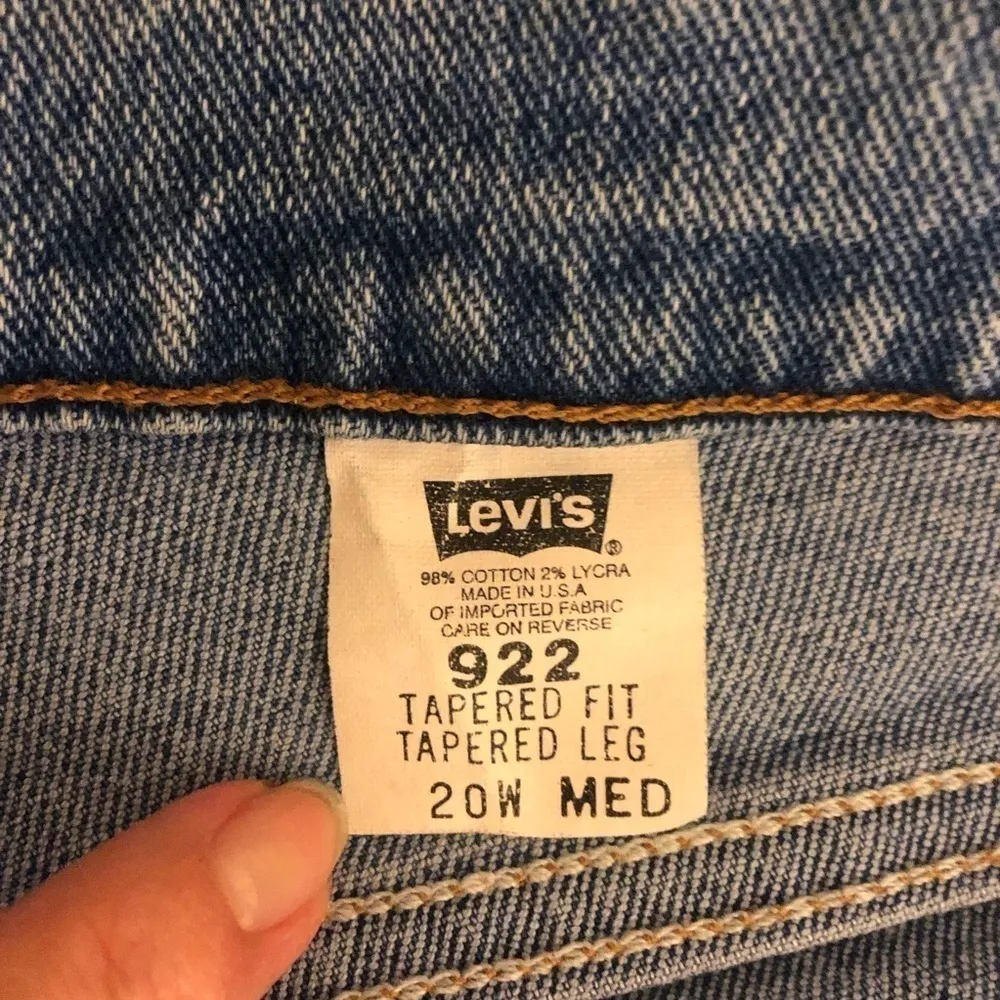 Levi's ®
98% COTTON 2% LYCRA
MADE IN U.S.A
OF IMPORTED FABRIC
CARE ON REVERSE
922
TAPERED FIT
TAPERED LEG
20W MED